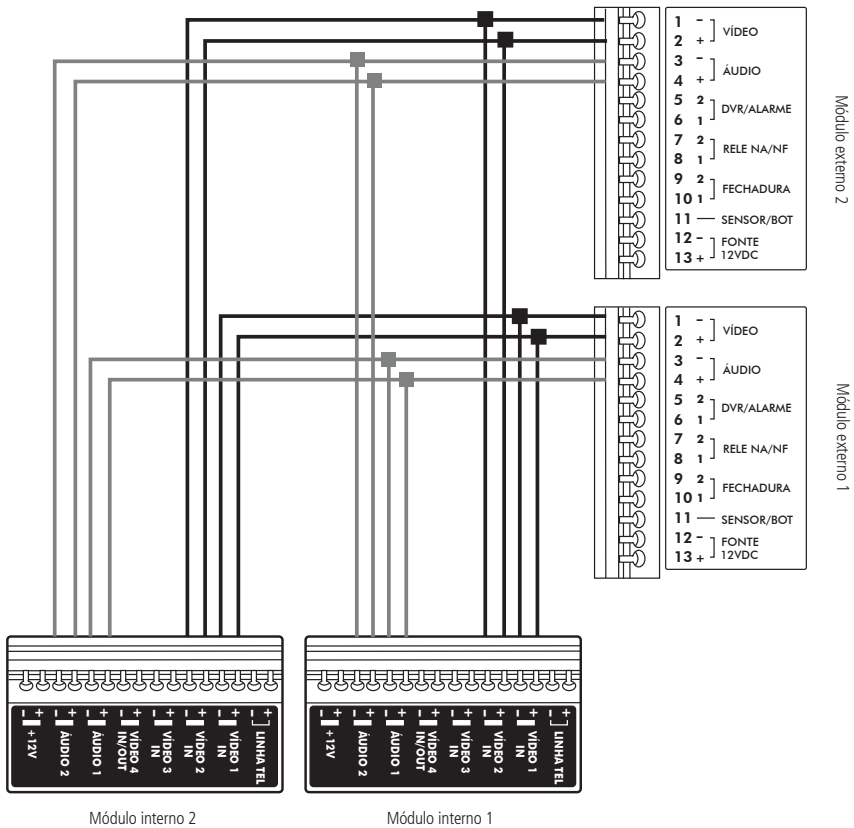 1 -
VÍDEO
2 +
3 -
ÁUDIO
4 +
5 2
DVR/ALARME
6 1
7 2
RELE NA/NF
8 1
9 2
FECHADURA
10 1
11 — SENSOR/BOT
12 - FONTE
13 + 12VDC
Módulo externo 2
1 -
VÍDEO
2 +
3 -
ÁUDIO
4 +
5 2
DVR/ALARME
6 1
7 2
RELE NA/NF
8 1
9 2
FECHADURA
10 1
11 — SENSOR/BOT
12 - FONTE
13 + 12VDC
Módulo externo 1
- +
+12V
- +
ÁUDIO 2
- +
ÁUDIO 1
- +
VÍDEO 4
IN/OUT
- +
VÍDEO 3
IN
- +
VÍDEO 2
IN
- +
VÍDEO 1
IN
- +
LINHA TEL
Módulo interno 2
- +
+12V
- +
ÁUDIO 2
- +
ÁUDIO 1
- +
VÍDEO 4
IN/OUT
- +
VÍDEO 3
IN
- +
VÍDEO 2
IN
- +
VÍDEO 1
IN
- +
LINHA TEL
Módulo interno 1